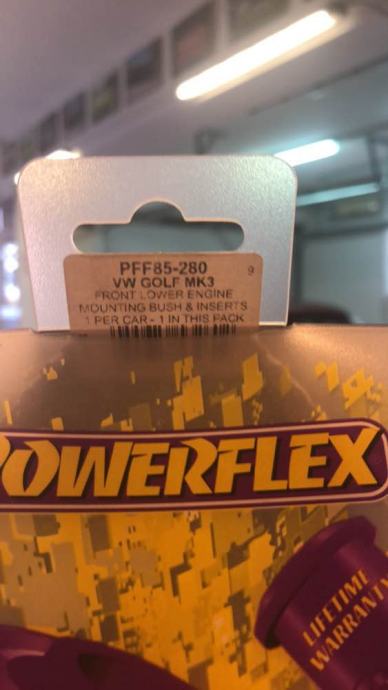 PFF85-280 9
VW GOLF MK3
FRONT LOWER ENGINE
MOUNTING BUSH & INSERTS
1 PER CAR - 1 IN THIS PACK
POWERFLEX
LIFETIME
WARRANTY